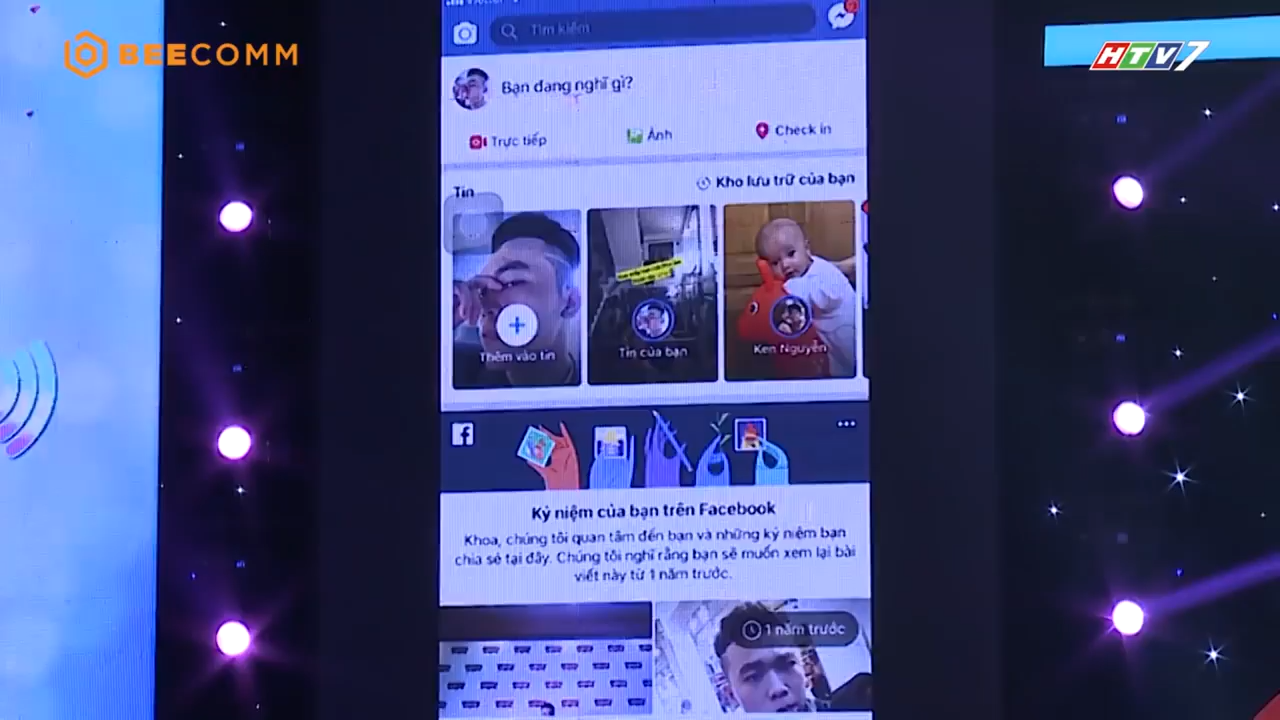 BEECOMM
HTV7
Tìm kiếm
Bạn đang nghĩ gì?
Trực tiếp
Ảnh
Check in
Tin
Kho lưu trữ của bạn
Thêm vào tin
Tin của bạn
Ken Nguyễn
Kỷ niệm của bạn trên Facebook
Khoa, chúng tôi quan tâm đến bạn và những kỷ niệm bạn
chia sẻ tại đây. Chúng tôi nghĩ rằng bạn sẽ muốn xem lại bài
viết này từ 1 năm trước.
1 năm trước